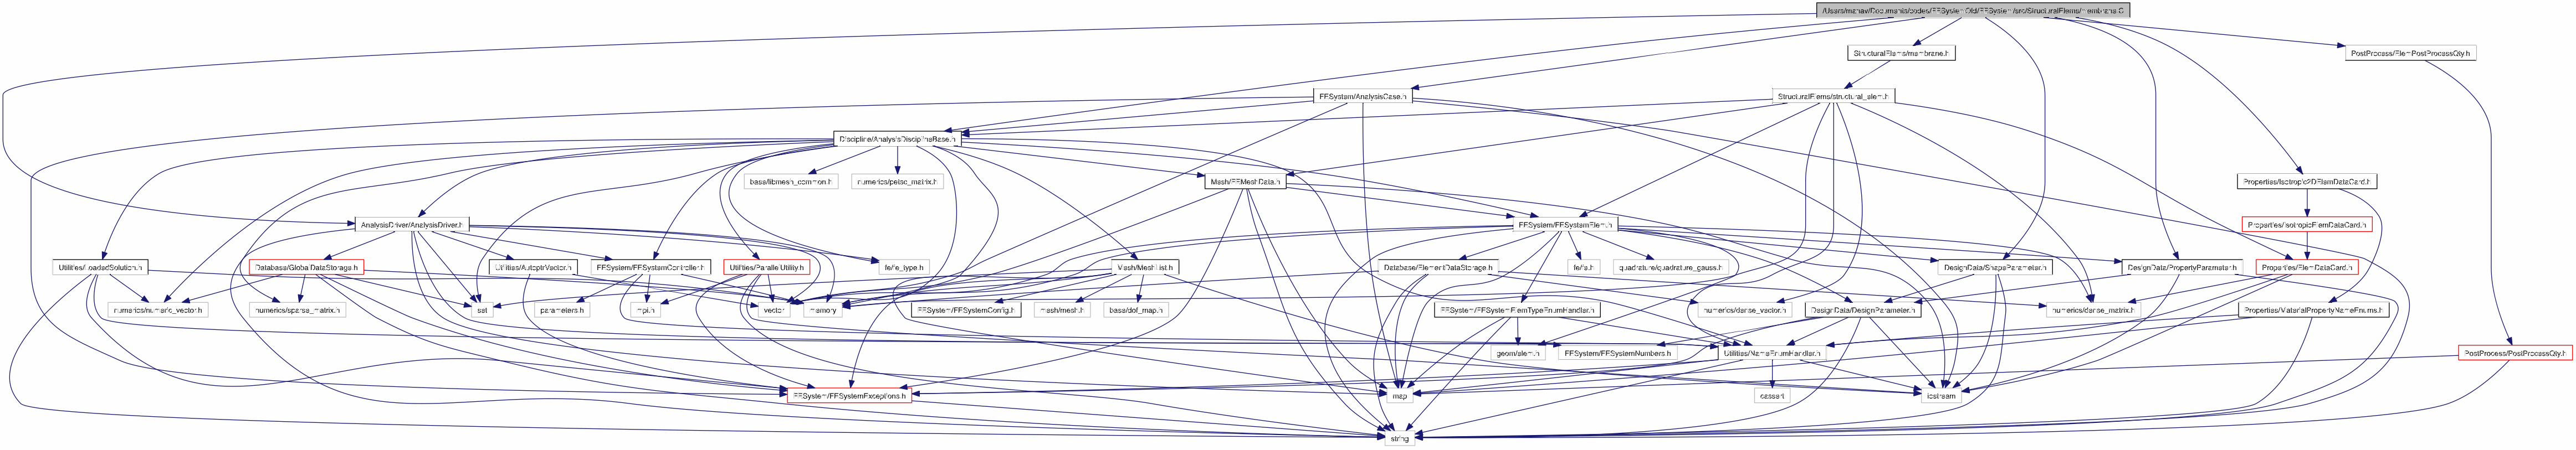 /Users/manav/Documents/codes/FESystemOld/FESystem/src/StructuralElems/membrane.C
StructuralElems/membrane.h
PostProcess/ElemPostProcessQty.h
FESystem/AnalysisCase.h
StructuralElems/structural_elem.h
Discipline/AnalysisDisciplineBase.h
base/libmesh_common.h
numerics/petsc_matrix.h
Mesh/FEMeshData.h
Properties/Isotropic2DElemDataCard.h
AnalysisDriver/AnalysisDriver.h
FESystem/FESystemElem.h
Properties/IsotropicElemDataCard.h
Utilities/LoadedSolution.h
Database/GlobalDataStorage.h
Utilities/AutoptrVector.h
FESystem/FESystemController.h
Utilities/ParallelUtility.h
fe/fe_type.h
Mesh/MeshList.h
Database/ElementDataStorage.h
fe/fe.h
quadrature/quadrature_gauss.h
DesignData/ShapeParameter.h
DesignData/PropertyParameter.h
Properties/ElemDataCard.h
numerics/numeric_vector.h
numerics/sparse_matrix.h
set
parameters.h
mpi.h
vector
memory
FESystem/FESystemConfig.h
mesh/mesh.h
base/dof_map.h
FESystem/FESystemElemTypeEnumHandler.h
numerics/dense_vector.h
DesignData/DesignParameter.h
numerics/dense_matrix.h
Properties/MaterialPropertyNameEnums.h
geom/elem.h
FESystem/FESystemNumbers.h
Utilities/NameEnumHandler.h
PostProcess/PostProcessQty.h
FESystem/FESystemExceptions.h
map
cassert
iostream
string